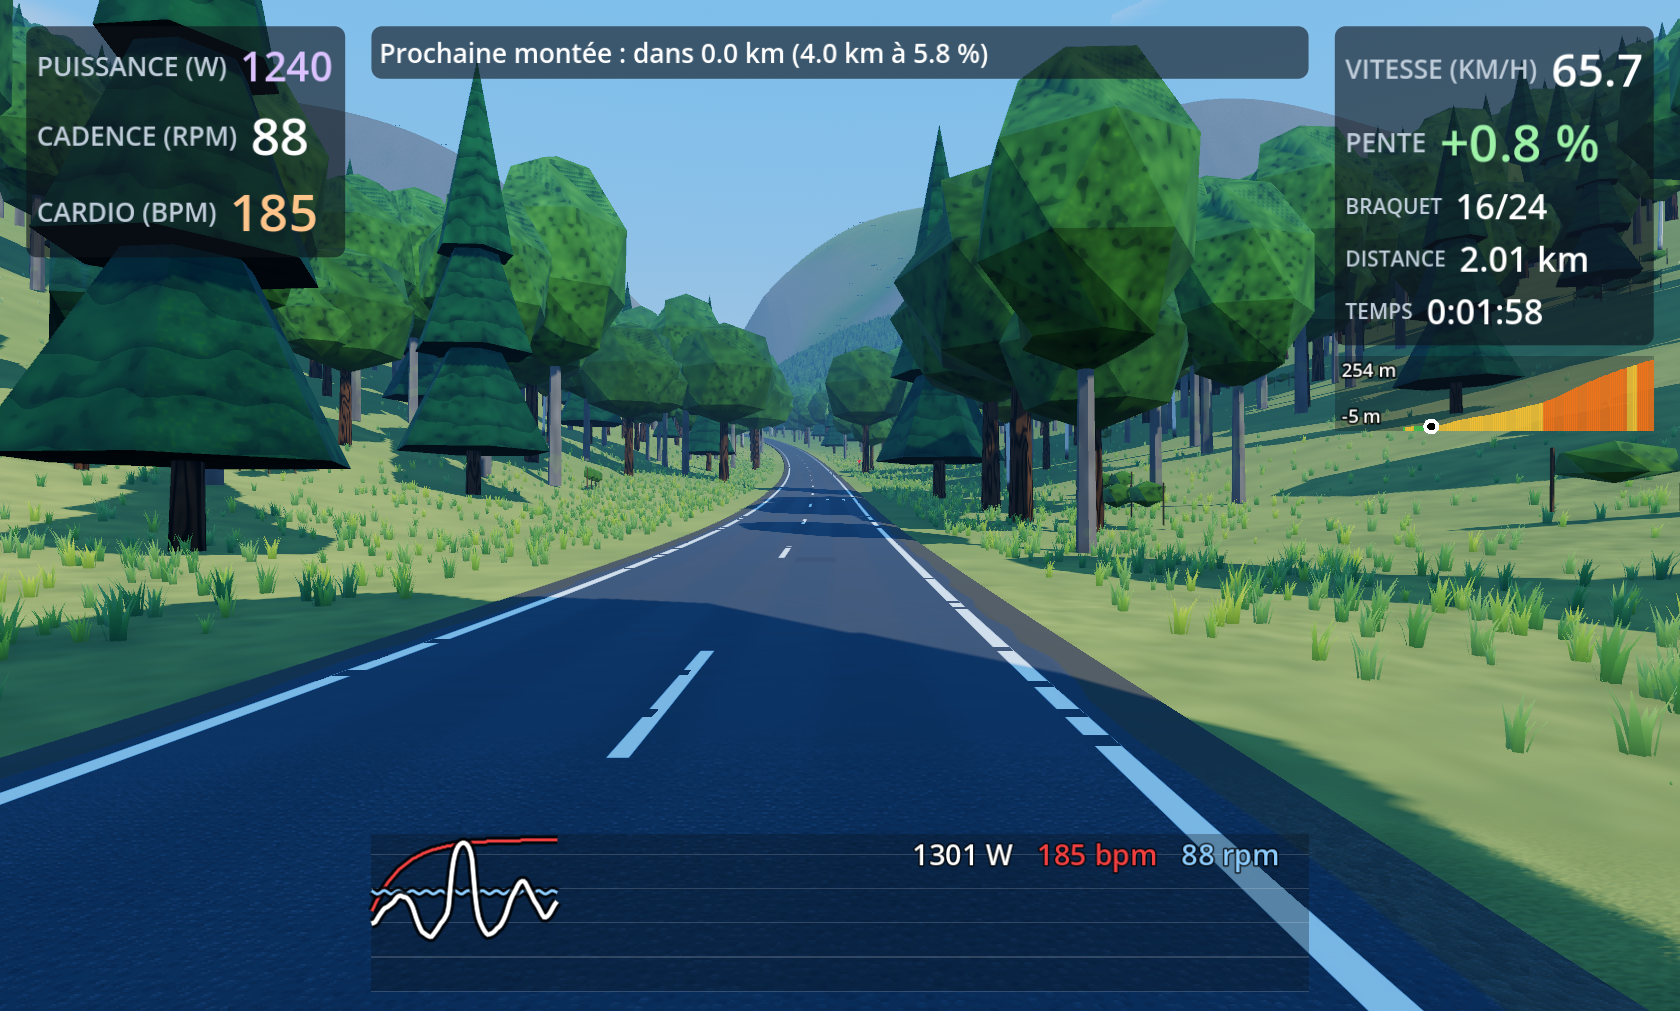 PUISSANCE (W) 1240
CADENCE (RPM) 88
CARDIO (BPM) 185
Prochaine montée : dans 0.0 km (4.0 km à 5.8 %)
VITESSE (KM/H) 65.7
PENTE +0.8 %
BRAQUET 16/24
DISTANCE 2.01 km
TEMPS 0:01:58
254 m
-5 m
1301 W 185 bpm 88 rpm